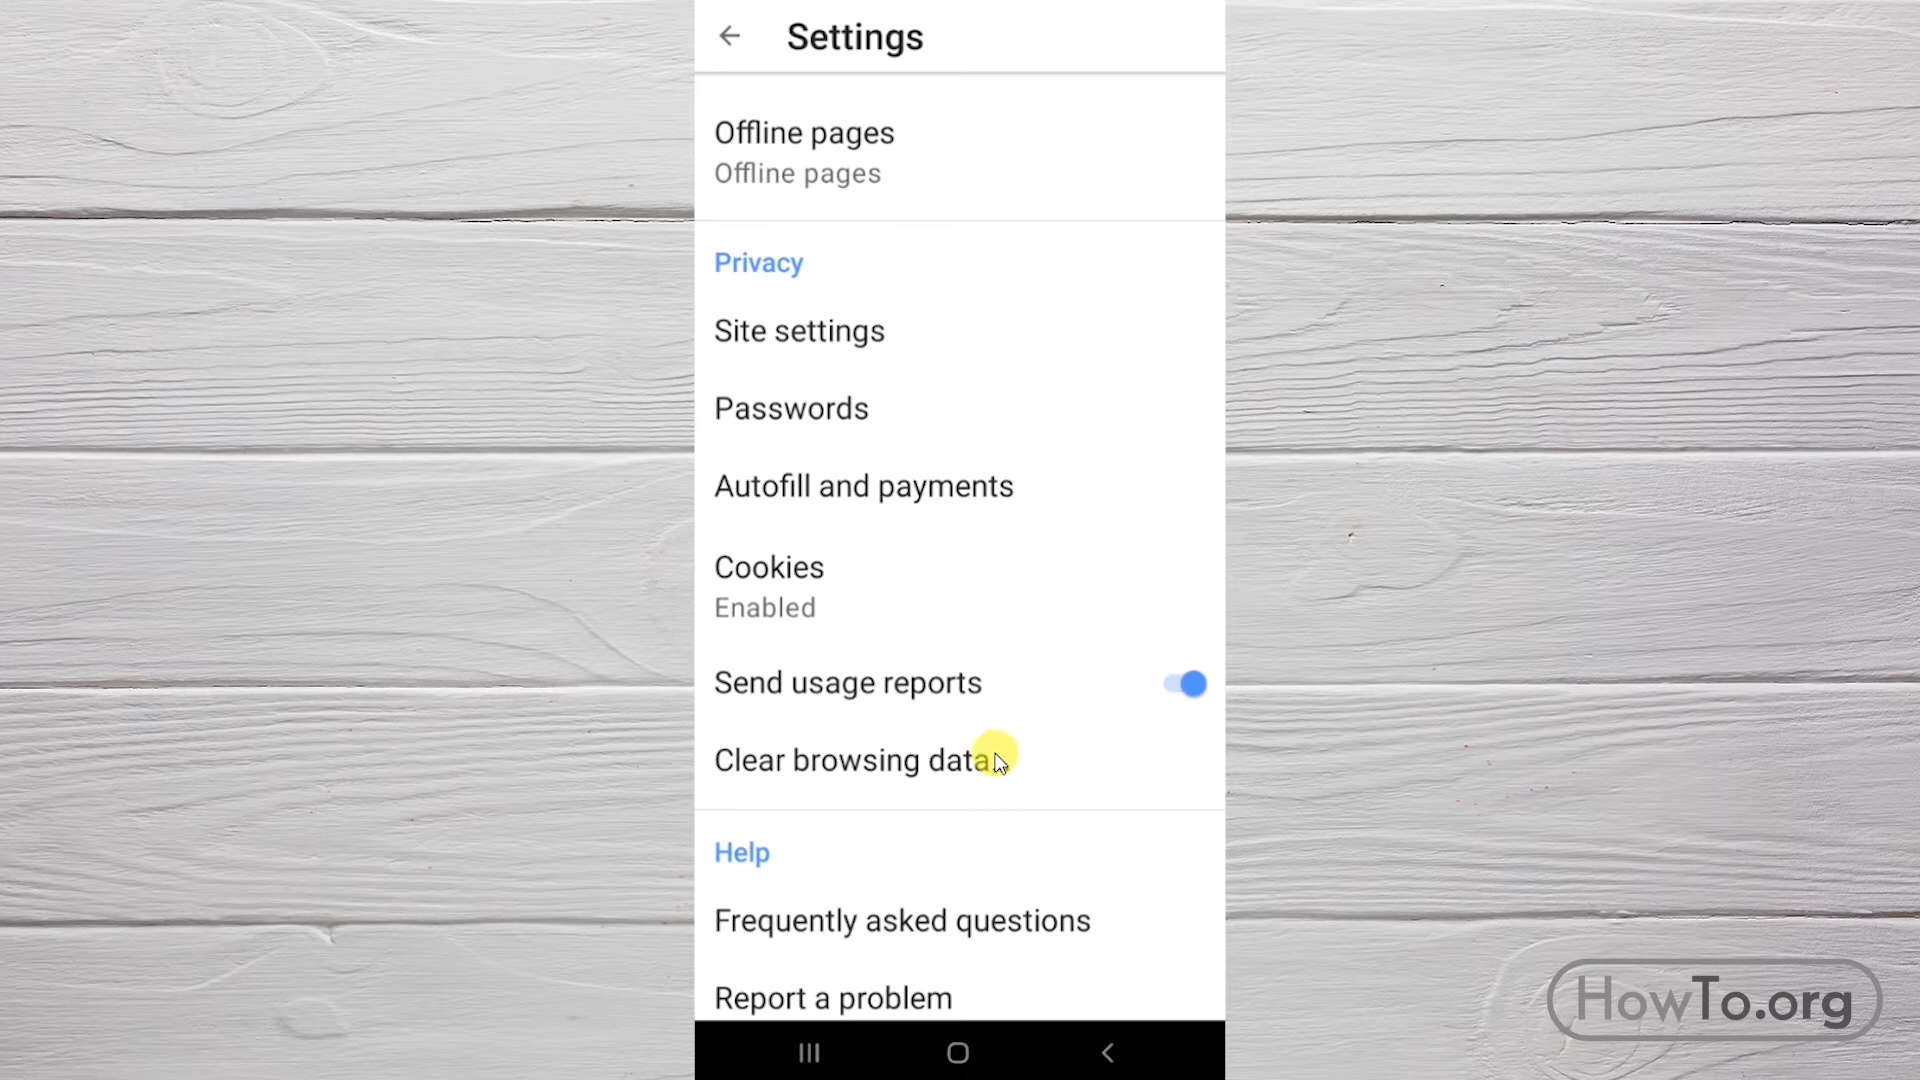 Settings
Offline pages
Offline pages
Privacy
Site settings
Passwords
Autofill and payments
Cookies
Enabled
Send usage reports
Clear browsing data
Help
Frequently asked questions
Report a problem
HowTo.org